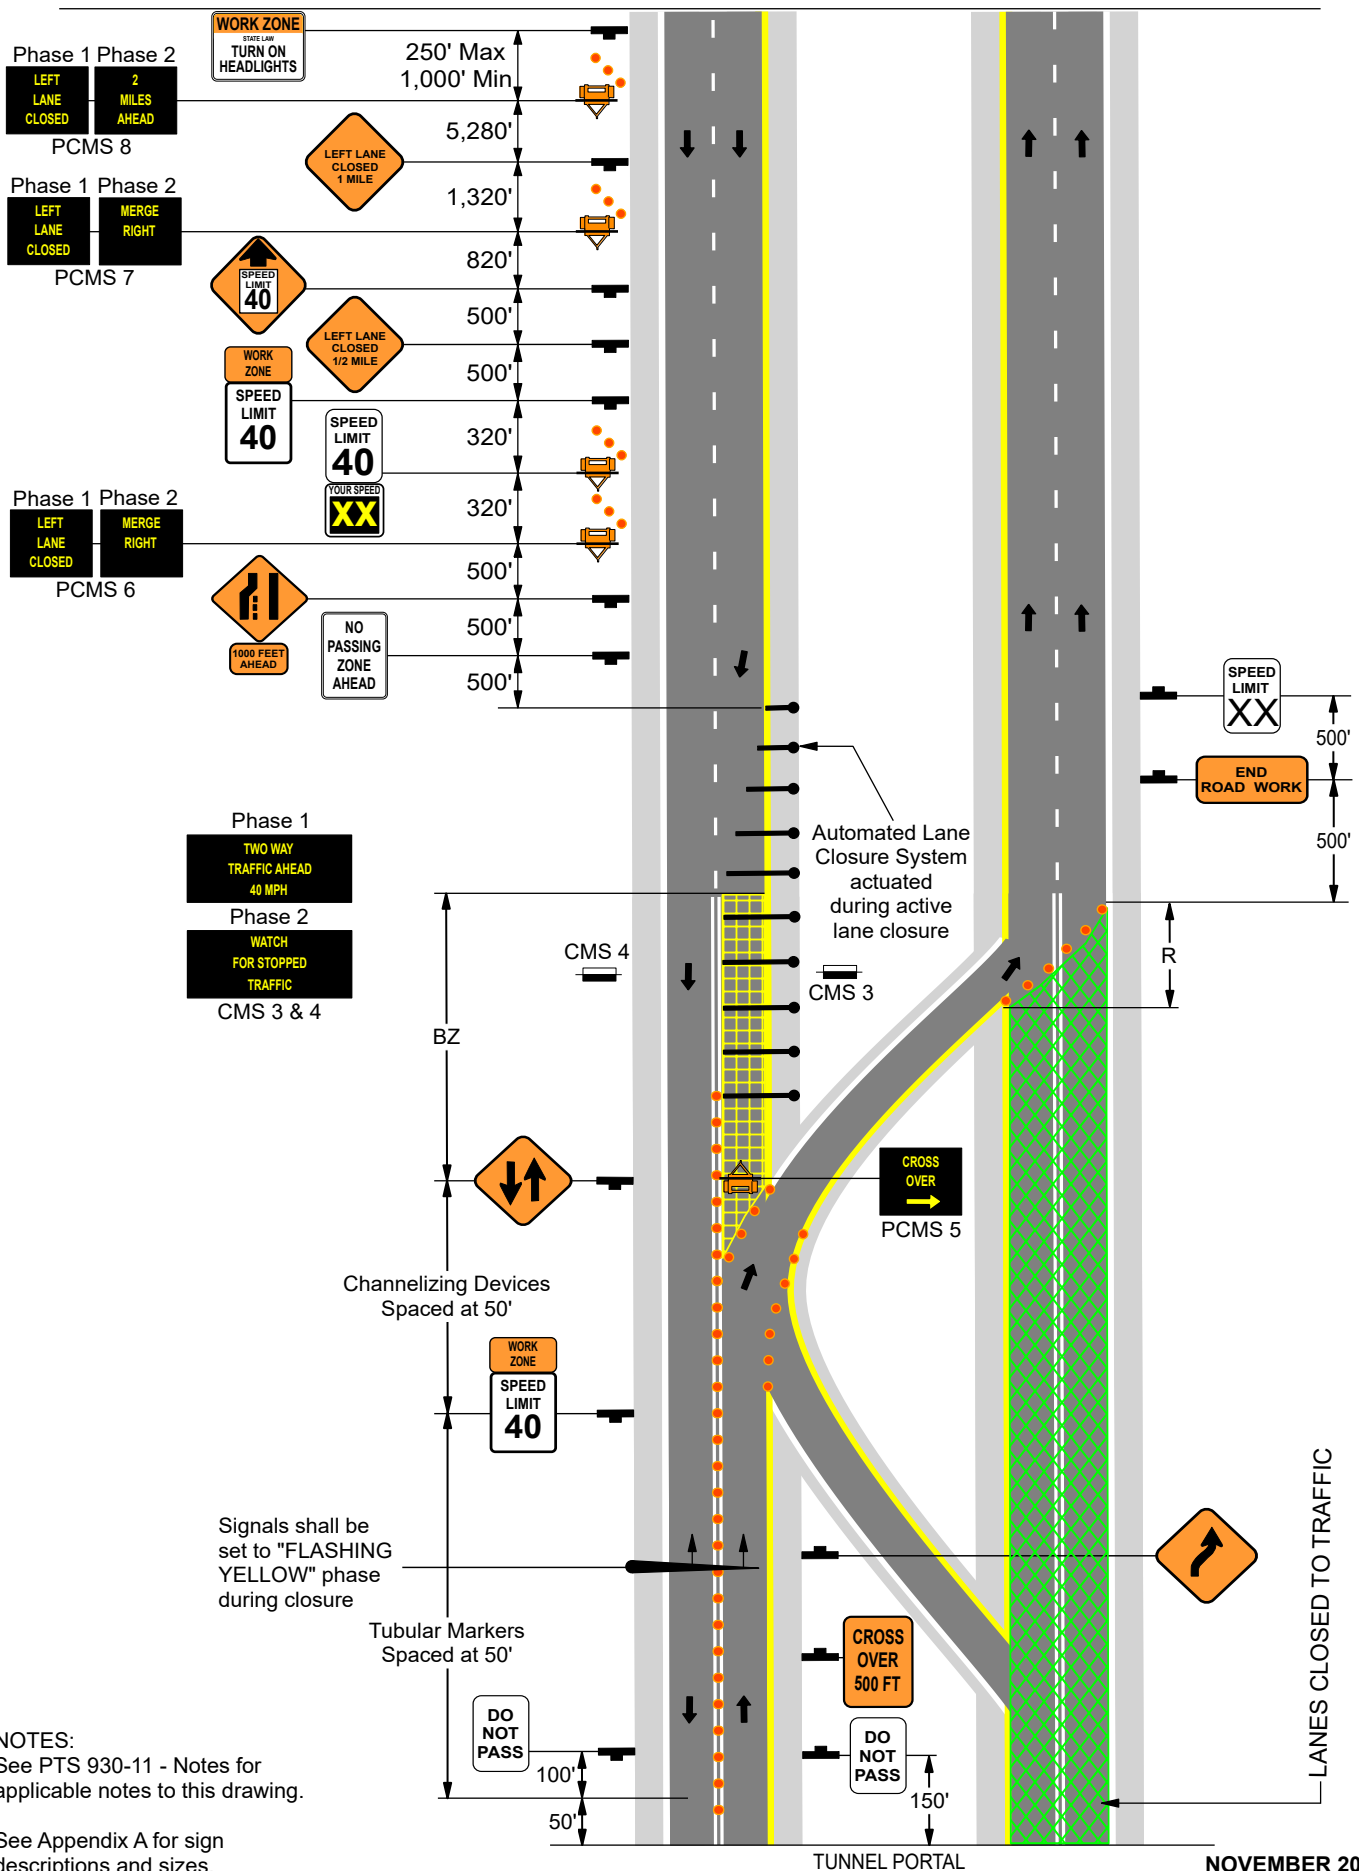 WORK ZONE
STATE LAW
TURN ON
HEADLIGHTS
250' Max
1,000' Min
Phase 1 Phase 2
LEFT
LANE
CLOSED
2
MILES
AHEAD
PCMS 8
5,280'
LEFT LANE
CLOSED
1 MILE
1,320'
Phase 1 Phase 2
LEFT
LANE
CLOSED
MERGE
RIGHT
PCMS 7
820'
SPEED
LIMIT
40
500'
LEFT LANE
CLOSED
1/2 MILE
500'
WORK
ZONE
SPEED
LIMIT
40
320'
SPEED
LIMIT
40
YOUR SPEED
XX
320'
Phase 1 Phase 2
LEFT
LANE
CLOSED
MERGE
RIGHT
PCMS 6
500'
1000 FEET
AHEAD
500'
NO
PASSING
ZONE
AHEAD
500'
SPEED
LIMIT
XX
500'
END
ROAD WORK
500'
Automated Lane
Closure System
actuated
during active
lane closure
Phase 1
TWO WAY
TRAFFIC AHEAD
40 MPH
Phase 2
WATCH
FOR STOPPED
TRAFFIC
CMS 3 & 4
CMS 4
CMS 3
R
BZ
CROSS
OVER
PCMS 5
Channelizing Devices
Spaced at 50'
WORK
ZONE
SPEED
LIMIT
40
Signals shall be
set to "FLASHING
YELLOW" phase
during closure
Tubular Markers
Spaced at 50'
CROSS
OVER
500 FT
DO
NOT
PASS
100'
50'
DO
NOT
PASS
150'
LANES CLOSED TO TRAFFIC
NOTES:
See PTS 930-11 - Notes for
applicable notes to this drawing.
See Appendix A for sign
descriptions and sizes.
TUNNEL PORTAL
NOVEMBER 20